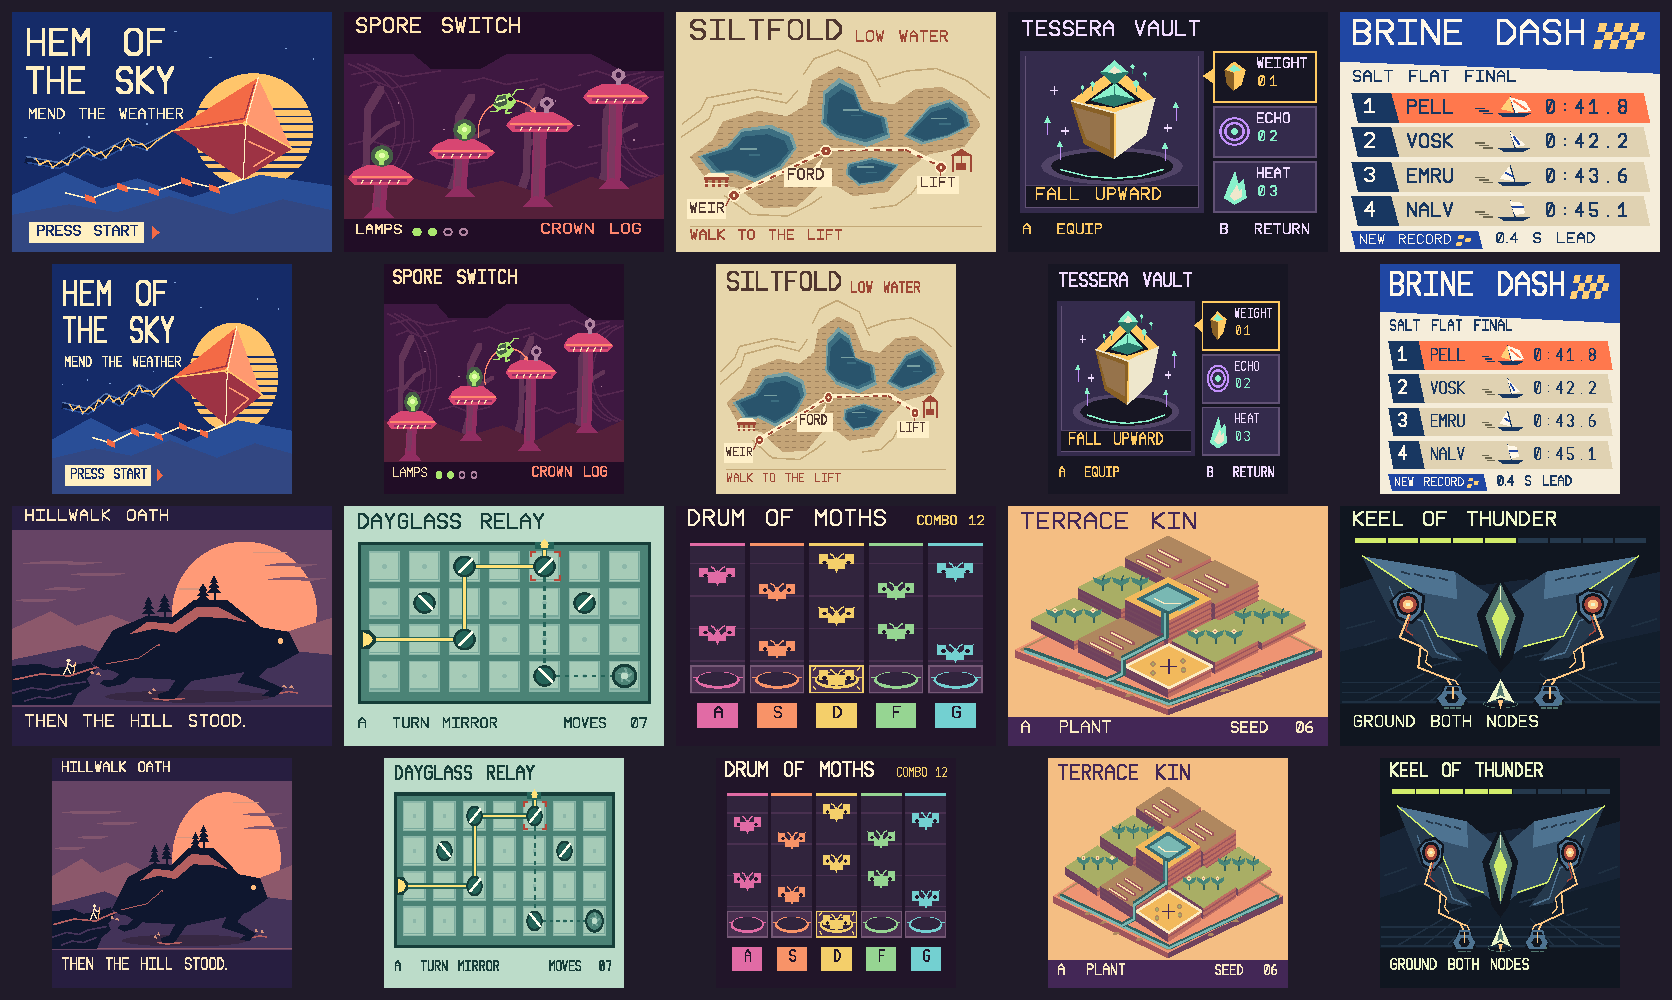 HEM OF
THE SKY
MEND THE WEATHER
PRESS START
SPORE SWITCH
LAMPS
CROWN LOG
SILTFOLD LOW WATER
FORD
LIFT
WEIR
WALK TO THE LIFT
TESSERA VAULT
WEIGHT
01
ECHO
02
HEAT
03
FALL UPWARD
A EQUIP
B RETURN
BRINE DASH
SALT FLAT FINAL
1 PELL 0:41.8
2 VOSK 0:42.2
3 EMRU 0:43.6
4 NALV 0:45.1
NEW RECORD 0.4 S LEAD
HEM OF
THE SKY
MEND THE WEATHER
PRESS START
SPORE SWITCH
LAMPS
CROWN LOG
SILTFOLD LOW WATER
FORD
LIFT
WEIR
WALK TO THE LIFT
TESSERA VAULT
WEIGHT
01
ECHO
02
HEAT
03
FALL UPWARD
A EQUIP
B RETURN
BRINE DASH
SALT FLAT FINAL
1 PELL 0:41.8
2 VOSK 0:42.2
3 EMRU 0:43.6
4 NALV 0:45.1
NEW RECORD 0.4 S LEAD
HILLWALK OATH
THEN THE HILL STOOD.
DAYGLASS RELAY
A TURN MIRROR
MOVES 07
DRUM OF MOTHS COMBO 12
A S D F G
TERRACE KIN
A PLANT
SEED 06
KEEL OF THUNDER
GROUND BOTH NODES
HILLWALK OATH
THEN THE HILL STOOD.
DAYGLASS RELAY
A TURN MIRROR
MOVES 07
DRUM OF MOTHS COMBO 12
A S D F G
TERRACE KIN
A PLANT
SEED 06
KEEL OF THUNDER
GROUND BOTH NODES